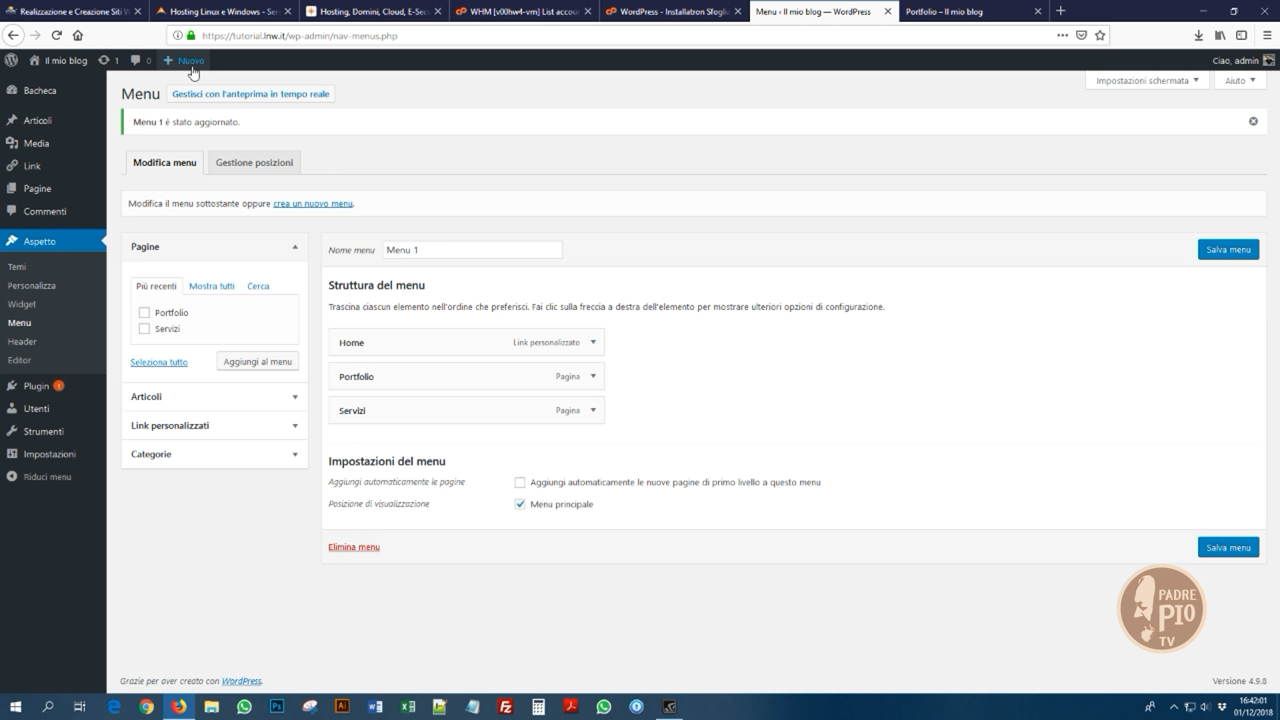 Realizzazione e Creazione Siti W
Hosting Linux e Windows - Ser
Hosting, Domini, Cloud, E-Secu
WHM [v00hw4-vm] List accou
WordPress - Installatron Sfoglia
Menu ‹ Il mio blog — WordPress
Portfolio – Il mio blog
https://tutorial.lnw.it/wp-admin/nav-menus.php
Il mio blog 1 0 + Nuovo
Ciao, admin
Bacheca
Articoli
Media
Link
Pagine
Commenti
Aspetto
Temi
Personalizza
Widget
Menu
Header
Editor
Plugin 1
Utenti
Strumenti
Impostazioni
Riduci menu
Impostazioni schermata
Aiuto
Menu
Gestisci con l'anteprima in tempo reale
Menu 1 è stato aggiornato.
Modifica menu
Gestione posizioni
Modifica il menu sottostante oppure crea un nuovo menu.
Pagine
Più recenti
Mostra tutti
Cerca
Portfolio
Servizi
Seleziona tutto
Aggiungi al menu
Articoli
Link personalizzati
Categorie
Nome menu
Menu 1
Salva menu
Struttura del menu
Trascina ciascun elemento nell'ordine che preferisci. Fai clic sulla freccia a destra dell'elemento per mostrare ulteriori opzioni di configurazione.
Home Link personalizzato
Portfolio Pagina
Servizi Pagina
Impostazioni del menu
Aggiungi automaticamente le pagine
Aggiungi automaticamente le nuove pagine di primo livello a questo menu
Posizione di visualizzazione
Menu principale
Elimina menu
Salva menu
PADRE
PIO
TV
Grazie per aver creato con WordPress.
Versione 4.9.8
16:42:01
01/12/2018